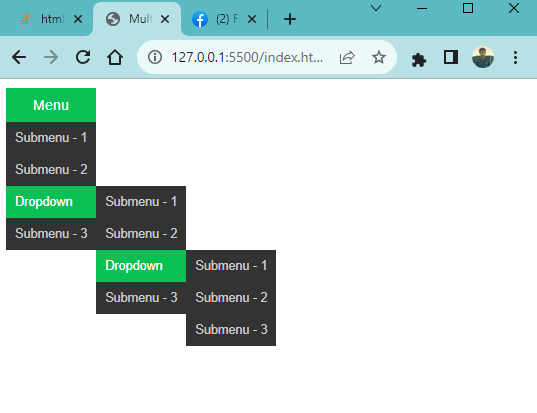 html
Mult
(2) F
127.0.0.1:5500/index.ht...
Menu
Submenu - 1
Submenu - 2
Dropdown Submenu - 1
Submenu - 3 Submenu - 2
Dropdown Submenu - 1
Submenu - 3 Submenu - 2
Submenu - 3